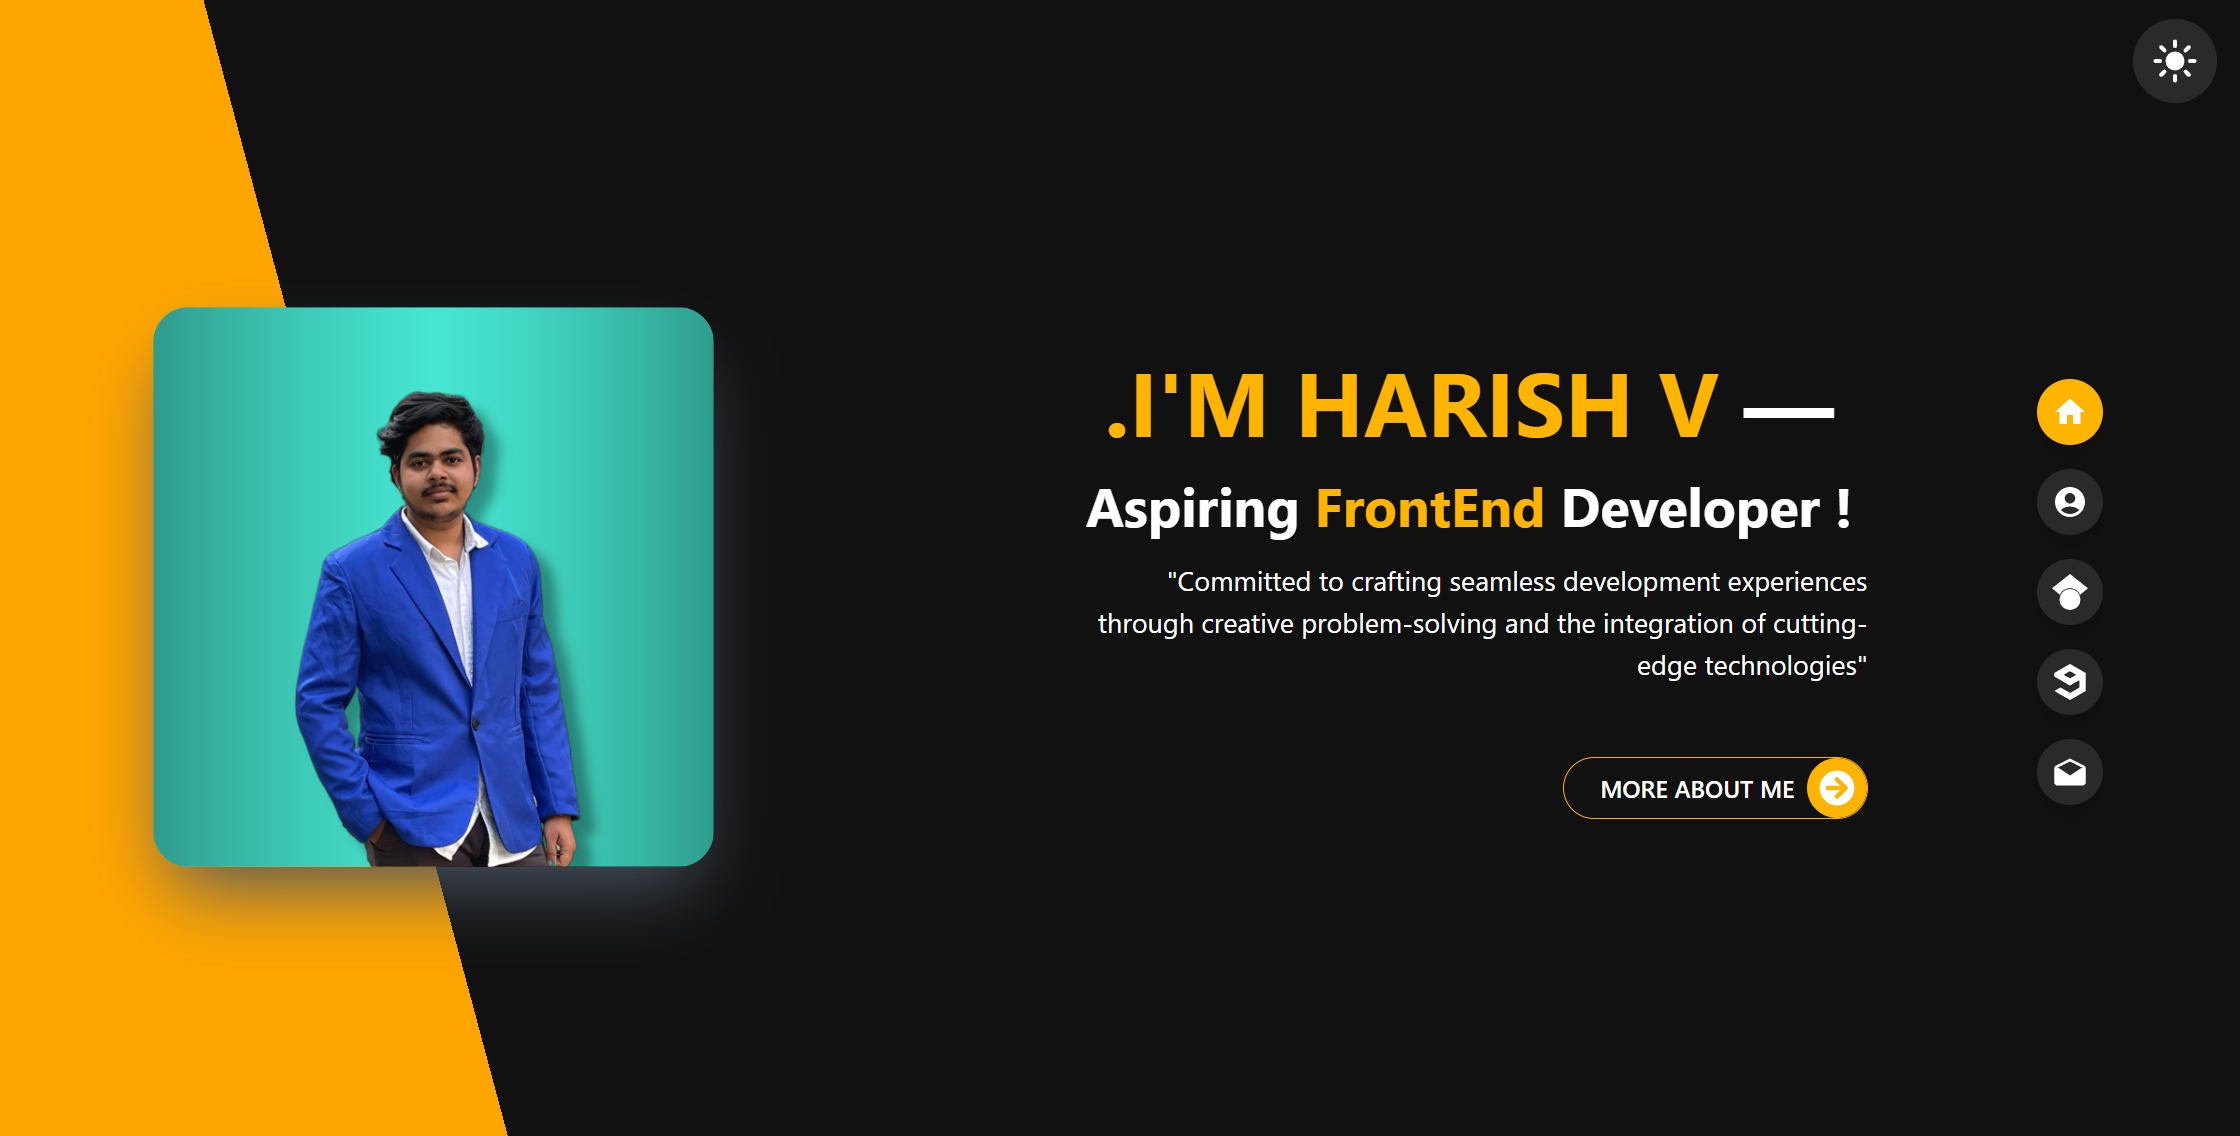 .I'M HARISH V —
Aspiring FrontEnd Developer !
"Committed to crafting seamless development experiences
through creative problem-solving and the integration of cutting-
edge technologies"
MORE ABOUT ME